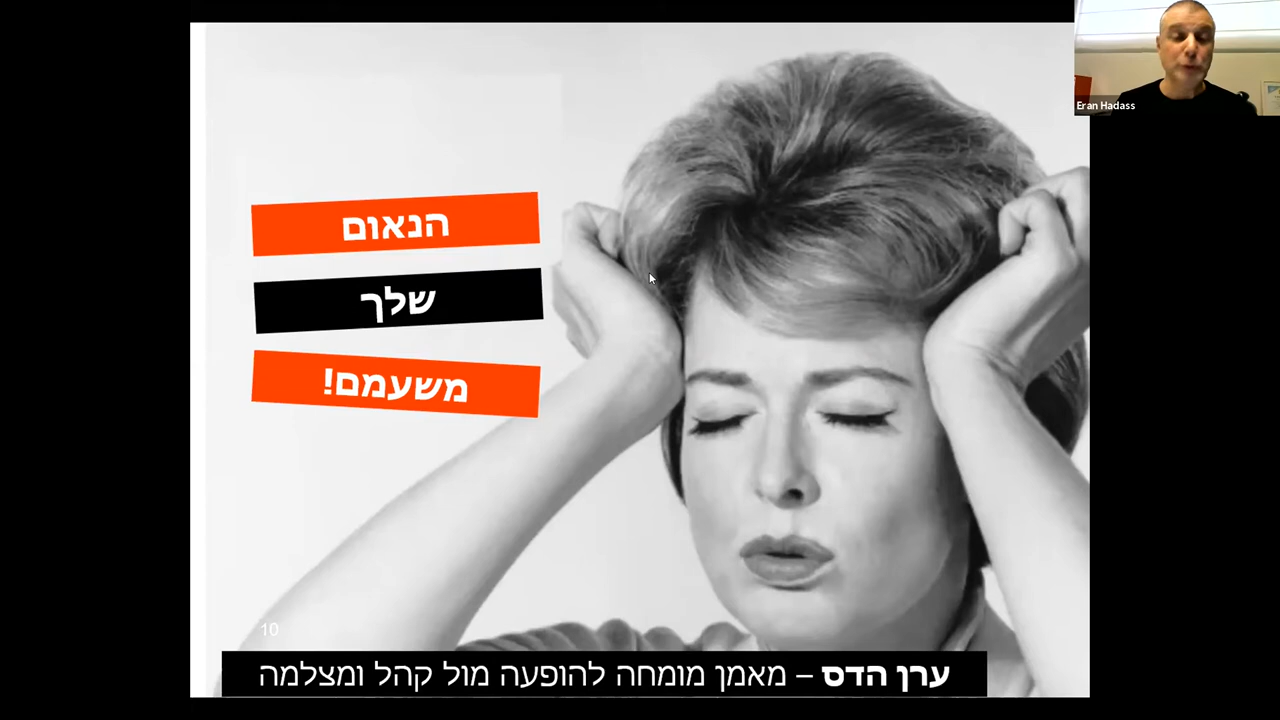 הנאום
שלך
משעמם!
10
ערן הדס – מאמן מומחה להופעה מול קהל ומצלמה
Eran Hadass